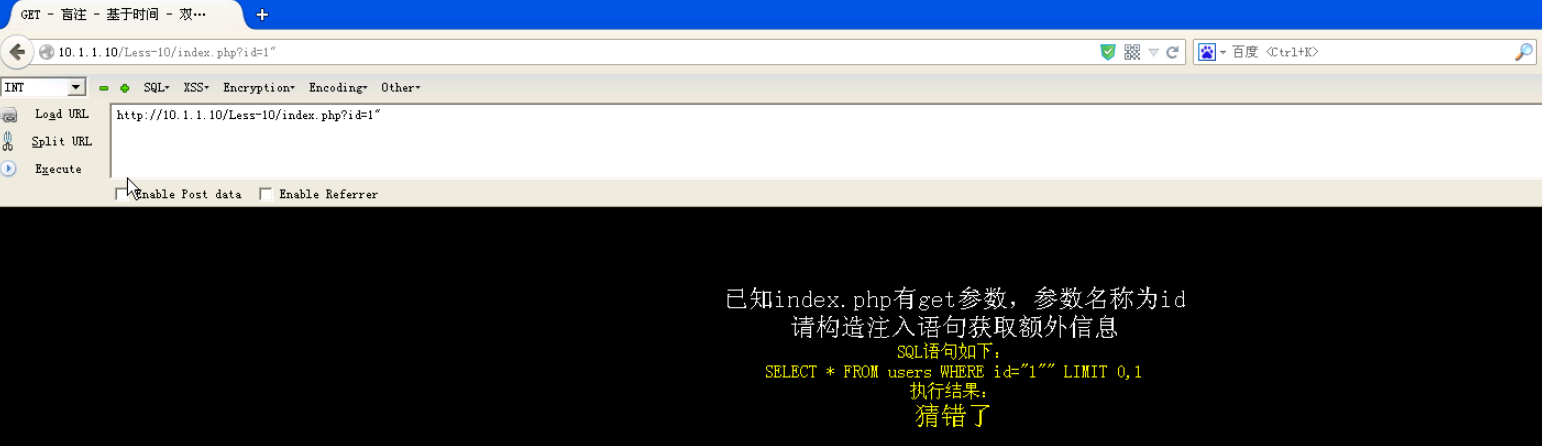 GET - 盲注 - 基于时间 - 双…
10.1.1.10/Less-10/index.php?id=1"
百度 <Ctrl+K>
INT
SQL▾ XSS▾ Encryption▾ Encoding▾ Other▾
Load URL
http://10.1.1.10/Less-10/index.php?id=1"
Split URL
Execute
Enable Post data Enable Referrer
已知index.php有get参数，参数名称为id
请构造注入语句获取额外信息
SQL语句如下：
SELECT * FROM users WHERE id="1"" LIMIT 0,1
执行结果：
猜错了